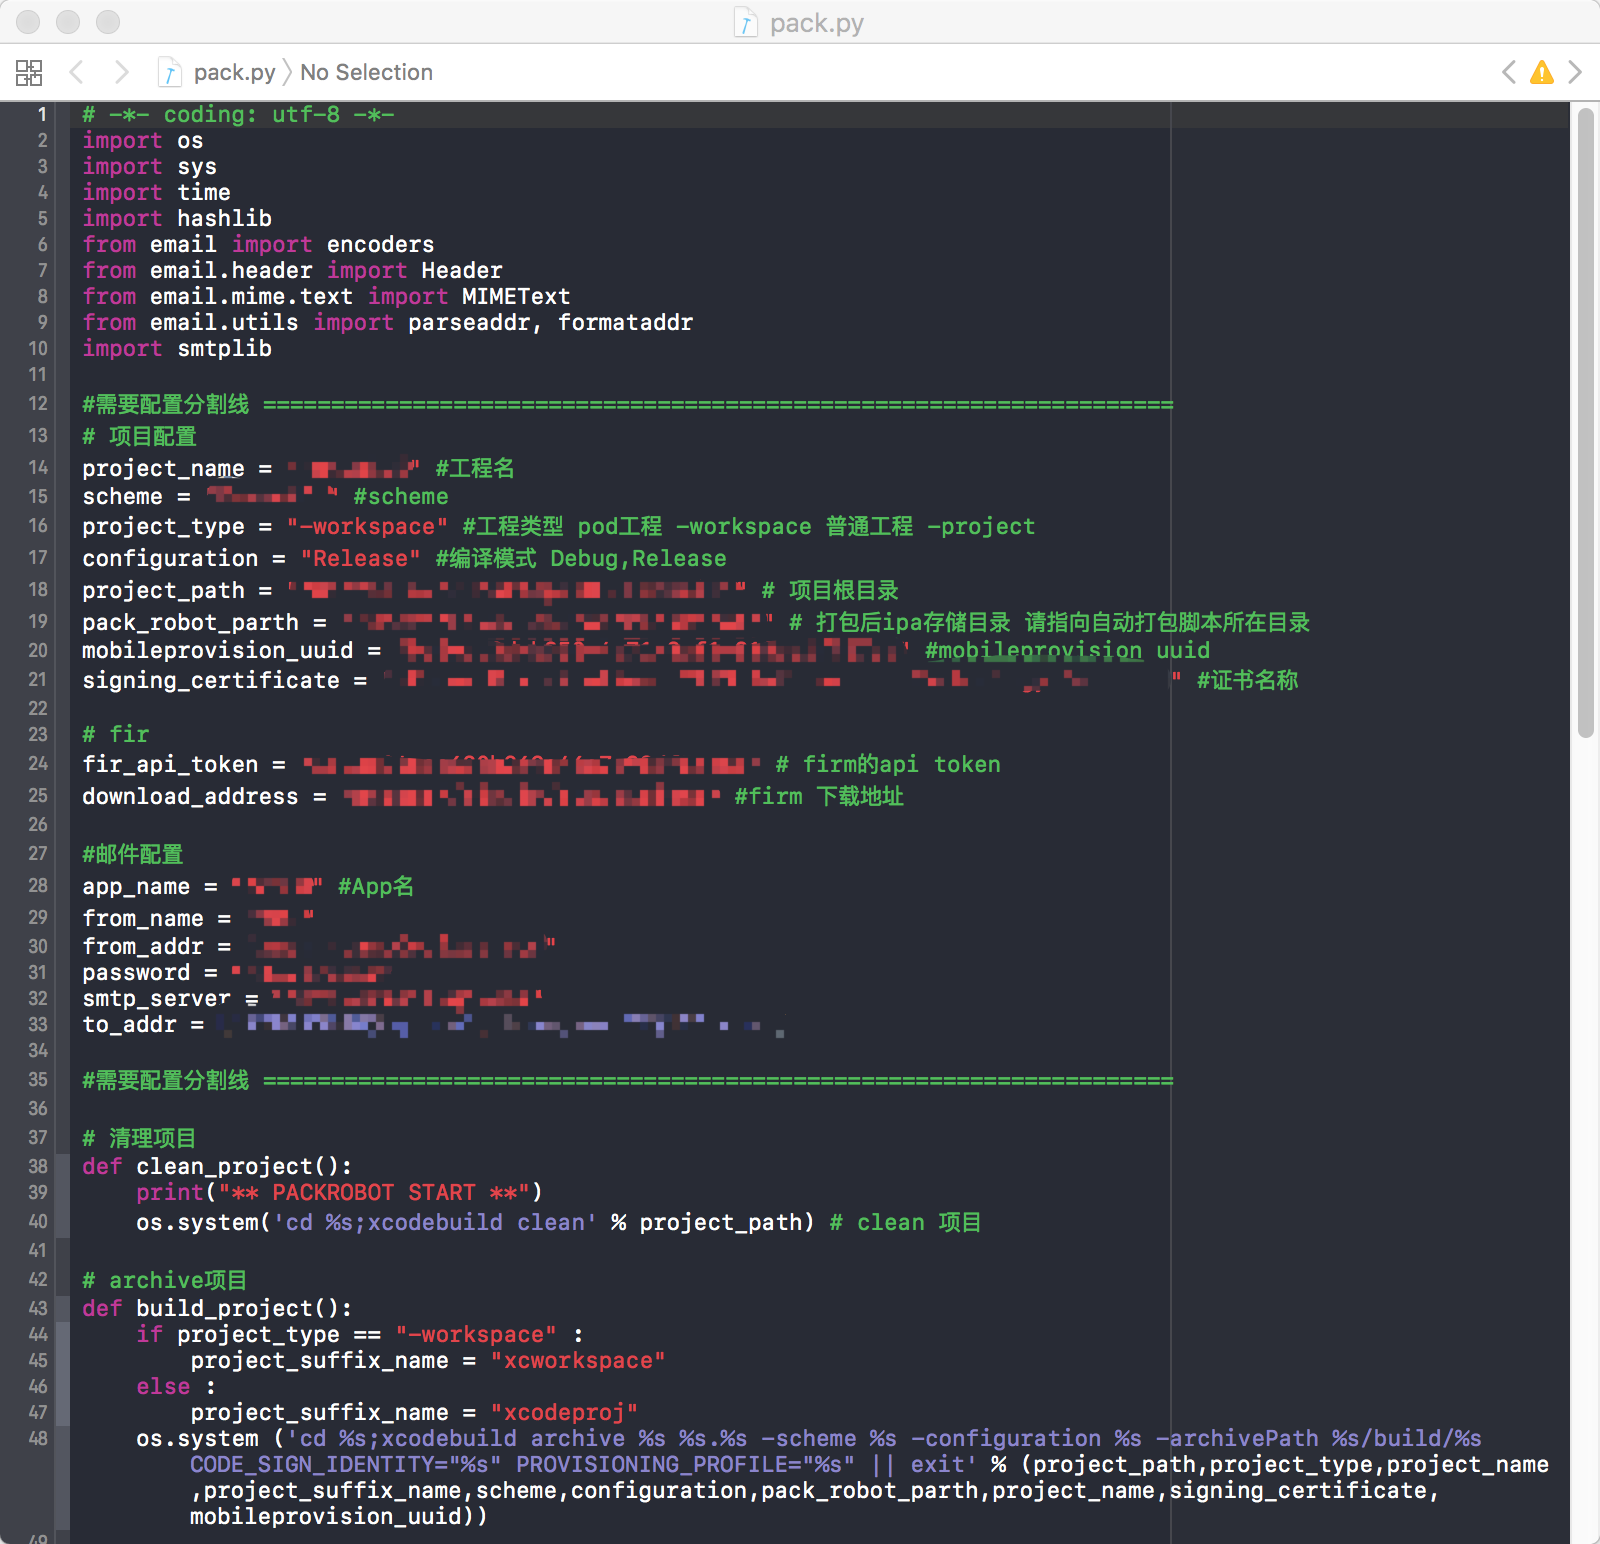 pack.py
pack.py No Selection
1 # -*- coding: utf-8 -*-
2 import os
3 import sys
4 import time
5 import hashlib
6 from email import encoders
7 from email.header import Header
8 from email.mime.text import MIMEText
9 from email.utils import parseaddr, formataddr
10 import smtplib
11
12 #需要配置分割线 ===================================================================
13 # 项目配置
14 project_name = " " #工程名
15 scheme = " " #scheme
16 project_type = "-workspace" #工程类型 pod工程 -workspace 普通工程 -project
17 configuration = "Release" #编译模式 Debug,Release
18 project_path = " " # 项目根目录
19 pack_robot_parth = " " # 打包后ipa存储目录 请指向自动打包脚本所在目录
20 mobileprovision_uuid = #mobileprovision uuid
21 signing_certificate = " " #证书名称
22
23 # fir
24 fir_api_token = # firm的api token
25 download_address = #firm 下载地址
26
27 #邮件配置
28 app_name = " " #App名
29 from_name = "
30 from_addr = "
31 password = "
32 smtp_server =
33 to_addr =
34
35 #需要配置分割线 ===================================================================
36
37 # 清理项目
38 def clean_project():
39 print("** PACKROBOT START **")
40 os.system('cd %s;xcodebuild clean' % project_path) # clean 项目
41
42 # archive项目
43 def build_project():
44 if project_type == "-workspace" :
45 project_suffix_name = "xcworkspace"
46 else :
47 project_suffix_name = "xcodeproj"
48 os.system ('cd %s;xcodebuild archive %s %s.%s -scheme %s -configuration %s -archivePath %s/build/%s
CODE_SIGN_IDENTITY="%s" PROVISIONING_PROFILE="%s" || exit' % (project_path,project_type,project_name
,project_suffix_name,scheme,configuration,pack_robot_parth,project_name,signing_certificate,
mobileprovision_uuid))
49